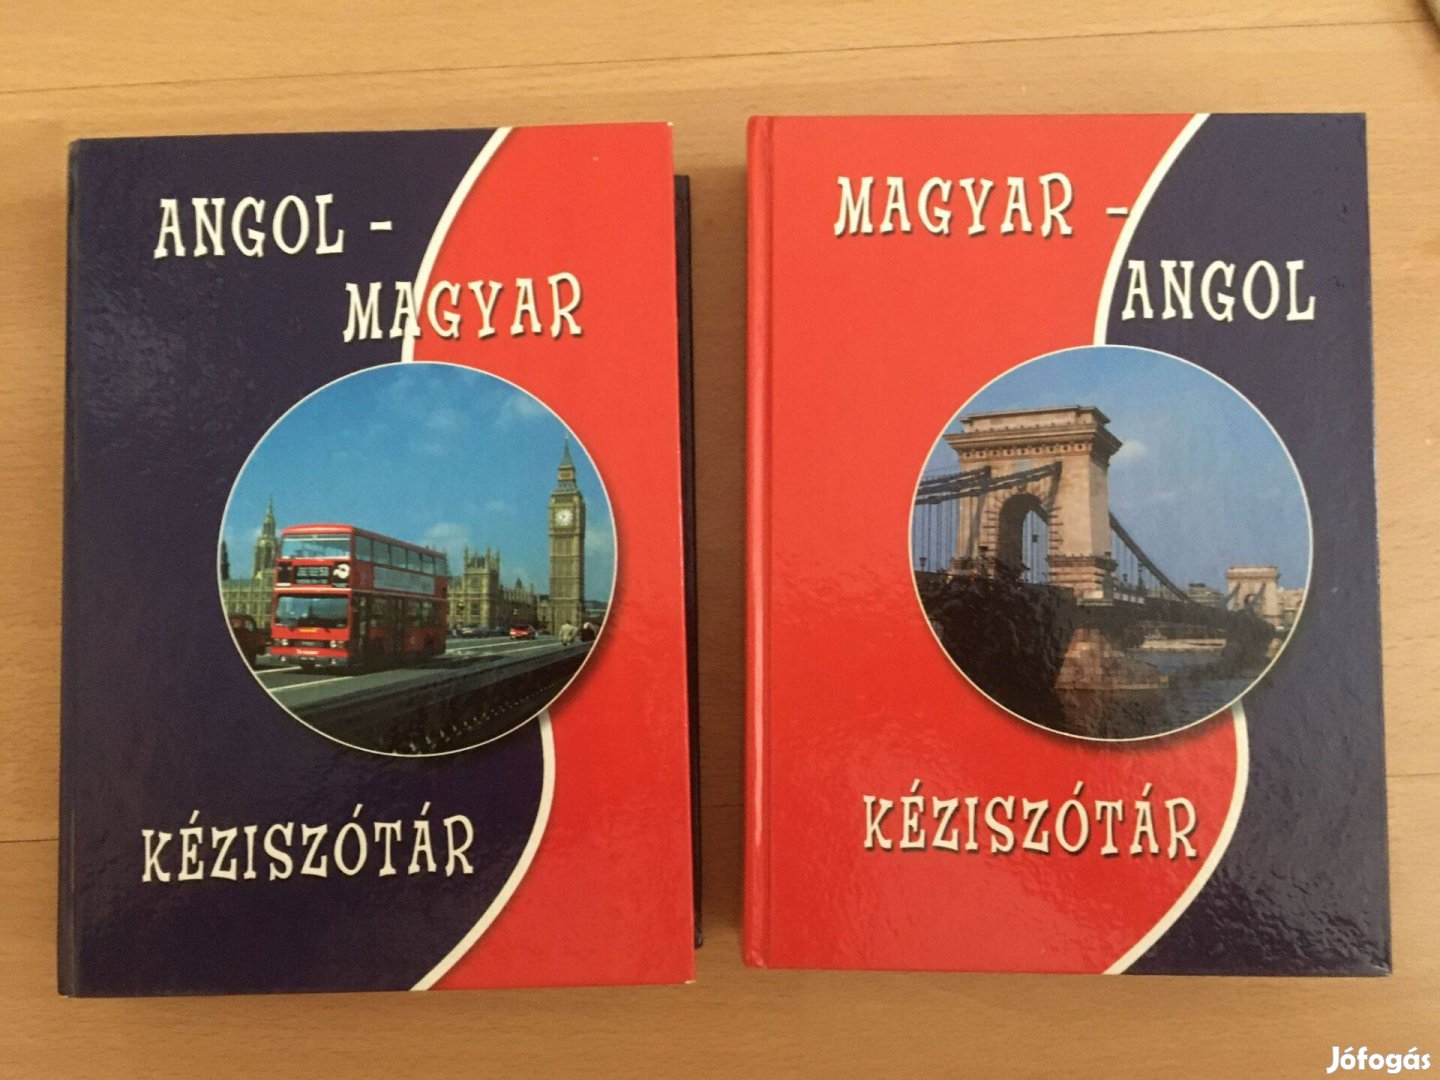 ANGOL -
MAGYAR
KÉZISZÓTÁR
MAGYAR -
ANGOL
KÉZISZÓTÁR
Jófogás